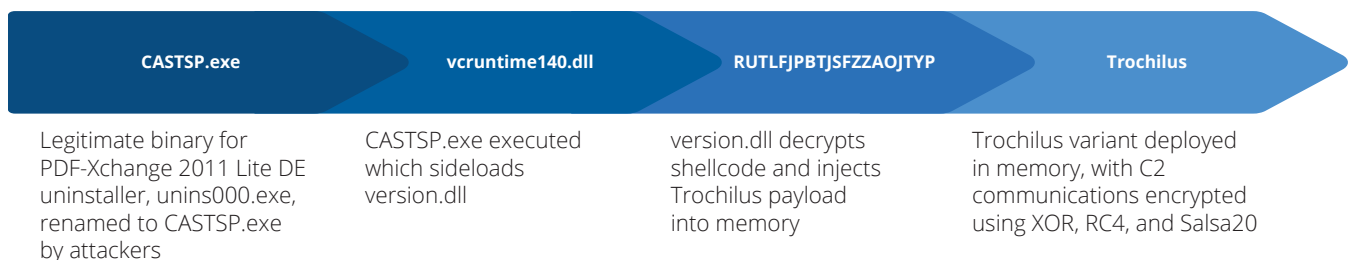 CASTSP.exe
vcruntime140.dll
RUTLFJPBTJSFZZAOJTYP
Trochilus
Legitimate binary for
PDF-Xchange 2011 Lite DE
uninstaller, unins000.exe,
renamed to CASTSP.exe
by attackers
CASTSP.exe executed
which sideloads
version.dll
version.dll decrypts
shellcode and injects
Trochilus payload
into memory
Trochilus variant deployed
in memory, with C2
communications encrypted
using XOR, RC4, and Salsa20